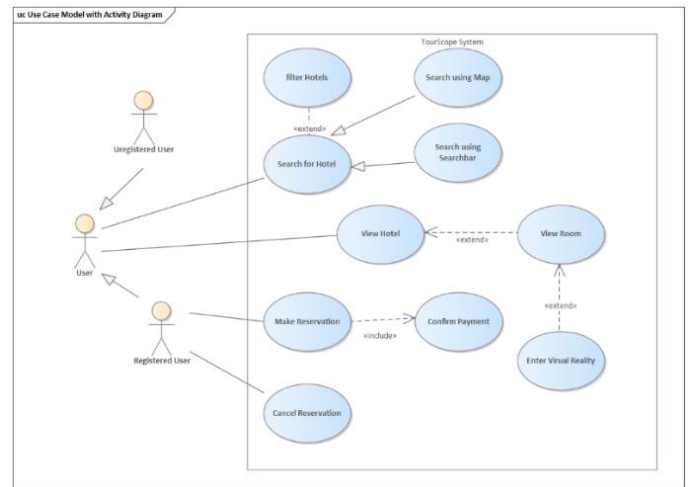 uc Use Case Model with Activity Diagram
TourScope System
filter Hotels
Search using Map
«extend»
Uregistered User
Search for Hotel
Search using
Searchbar
View Hotel
«extend»
View Room
User
«extend»
Make Reservation
«include»
Confirm Payment
Registered User
Enter Virual Reality
Cancel Reservation